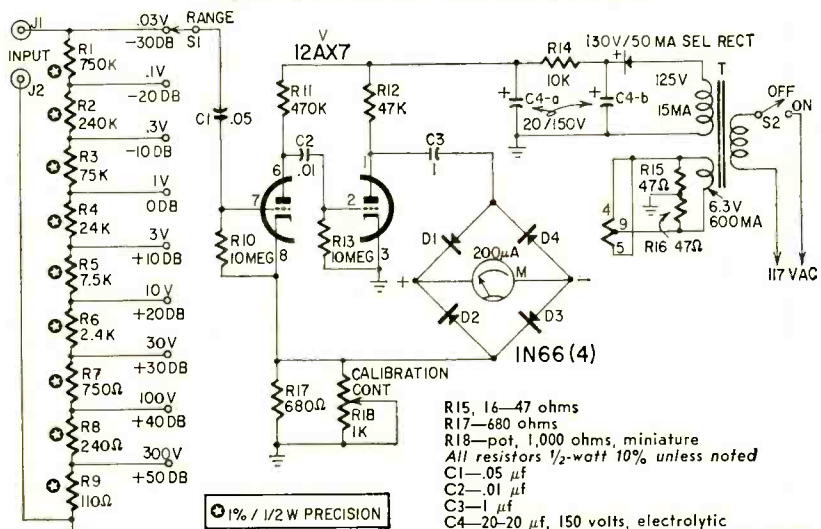 J1
INPUT
J2
R1
750K
R2
240K
R3
75K
R4
24K
R5
7.5K
R6
2.4K
R7
750Ω
R8
240Ω
R9
110Ω
.03V
-30DB
.1V
-20DB
.3V
-10DB
1V
0DB
3V
+10DB
10V
+20DB
30V
+30DB
100V
+40DB
300V
+50DB
RANGE
S1
C1 .05
V
12AX7
R11
470K
R12
47K
C2
.01
C3
1
6
7
8
1
2
3
R10
10MEG
R13
10MEG
R14
10K
130V/50 MA SEL RECT
+
C4-a
+
C4-b
20/150V
125V
15MA
T
OFF
ON
S2
R15
47Ω
R16 47Ω
4
9
5
6.3V
600MA
117 VAC
D1
D4
200µA
M
+
-
D2
D3
IN66 (4)
R17
680Ω
CALIBRATION
CONT
R18
1K
✪ 1% / 1/2 W PRECISION
R15, 16—47 ohms
R17—680 ohms
R18—pot, 1,000 ohms, miniature
All resistors 1/2-watt 10% unless noted
C1—.05 µf
C2—.01 µf
C3—1 µf
C4—20-20 µf, 150 volts, electrolytic